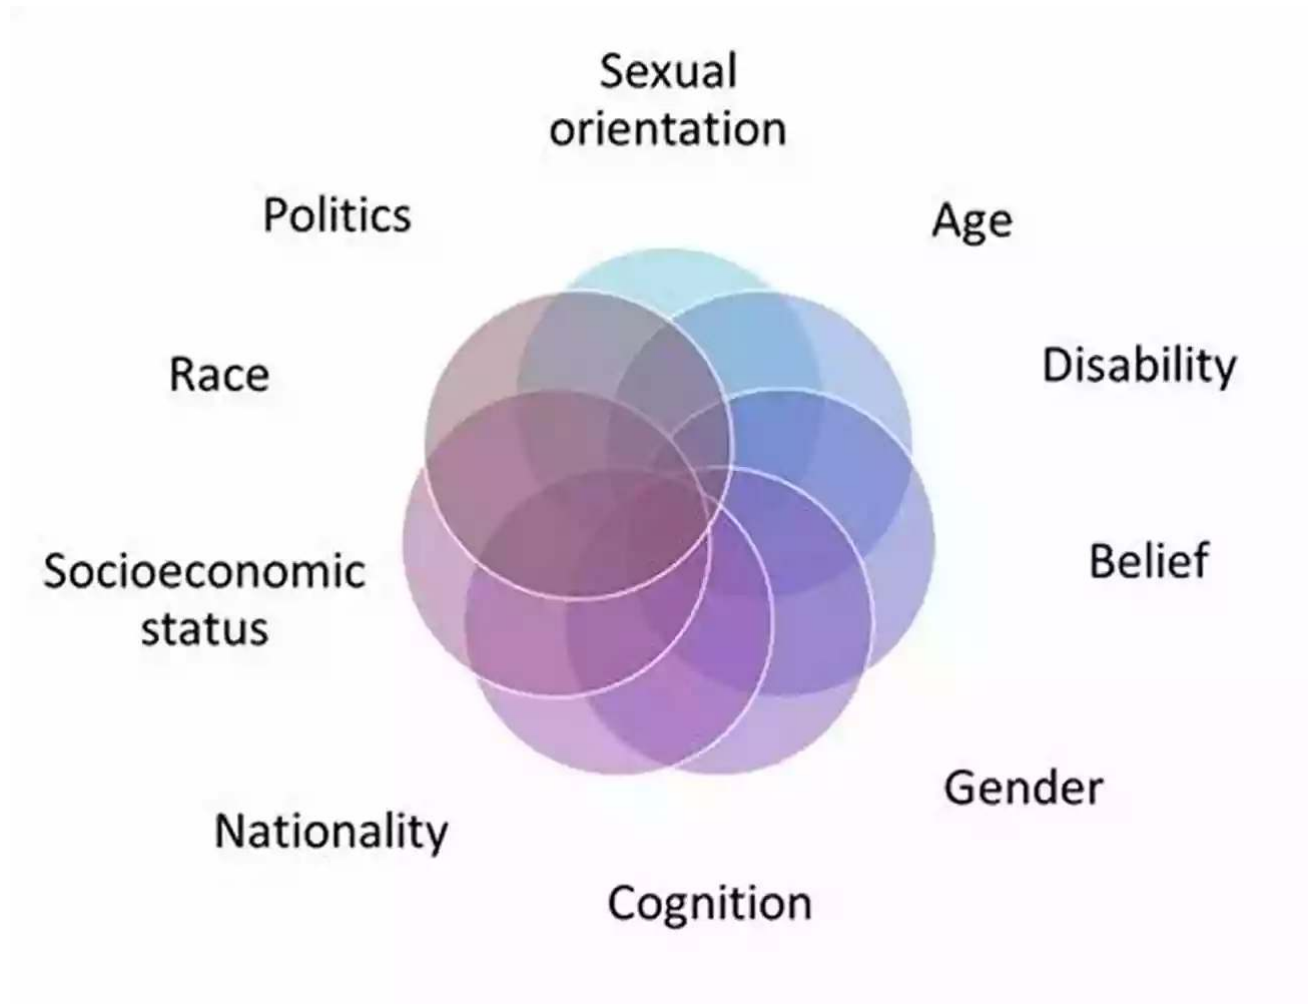 Sexual
orientation
Politics
Age
Race
Disability
Socioeconomic
status
Belief
Nationality
Gender
Cognition